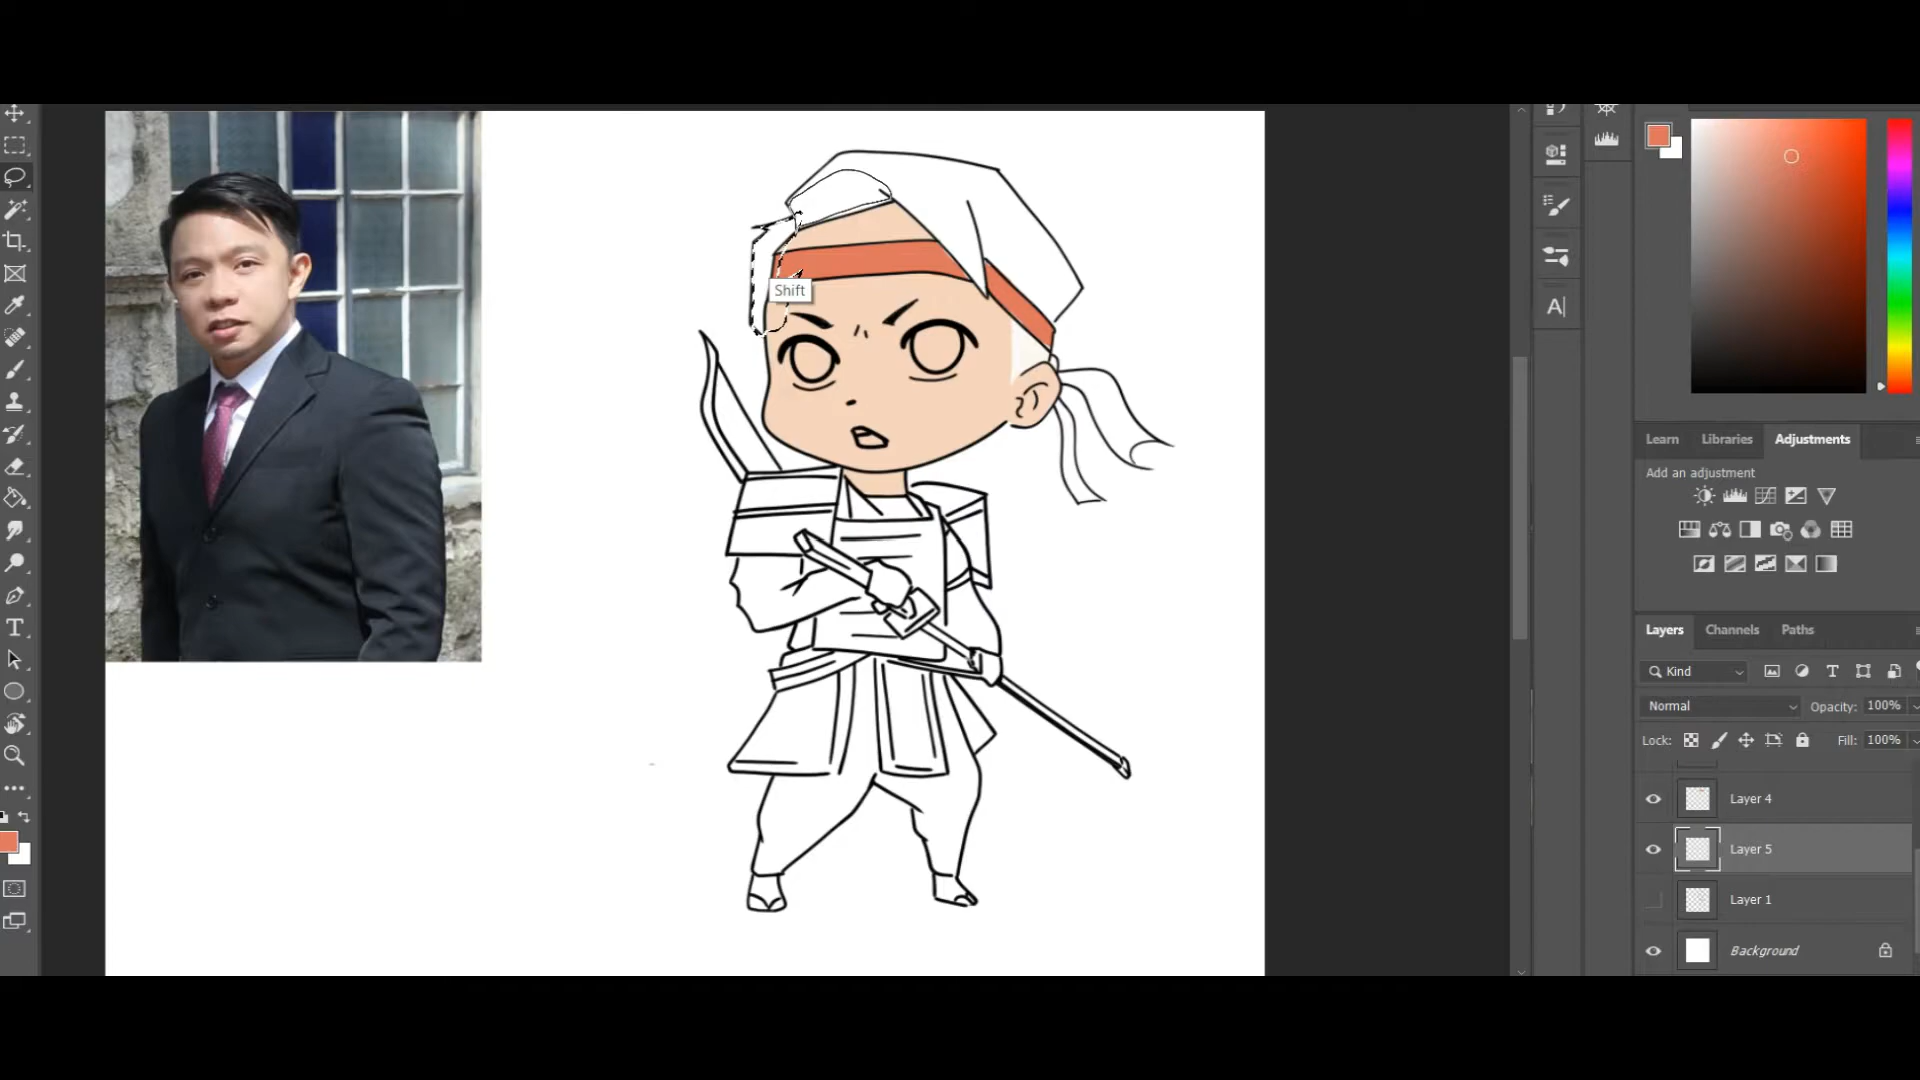 Shift
A|
Learn Libraries Adjustments
Add an adjustment
Layers Channels Paths
Kind
Normal Opacity: 100%
Lock: Fill: 100%
Layer 4
Layer 5
Layer 1
Background